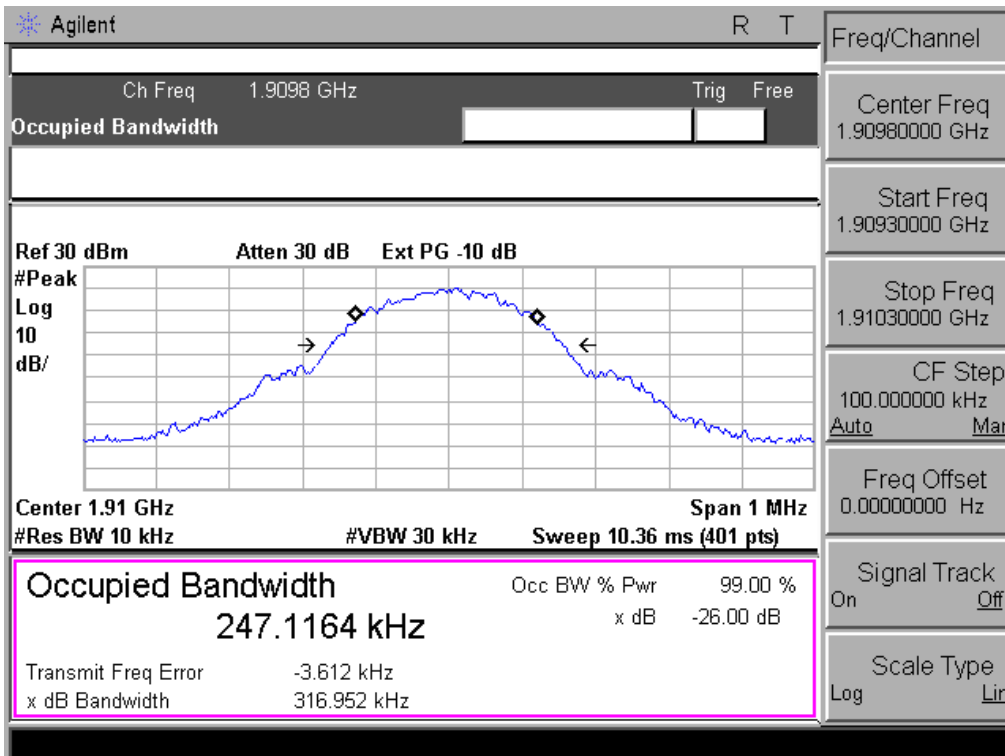 Agilent R T
Ch Freq 1.9098 GHz Trig Free
Occupied Bandwidth
Ref 30 dBm Atten 30 dB Ext PG -10 dB
#Peak
Log
10
dB/
Center 1.91 GHz Span 1 MHz
#Res BW 10 kHz #VBW 30 kHz Sweep 10.36 ms (401 pts)
Occupied Bandwidth Occ BW % Pwr 99.00 %
247.1164 kHz x dB -26.00 dB
Transmit Freq Error -3.612 kHz
x dB Bandwidth 316.952 kHz
Freq/Channel
Center Freq
1.90980000 GHz
Start Freq
1.90930000 GHz
Stop Freq
1.91030000 GHz
CF Step
100.000000 kHz
Auto Man
Freq Offset
0.00000000 Hz
Signal Track
On Off
Scale Type
Log Lin